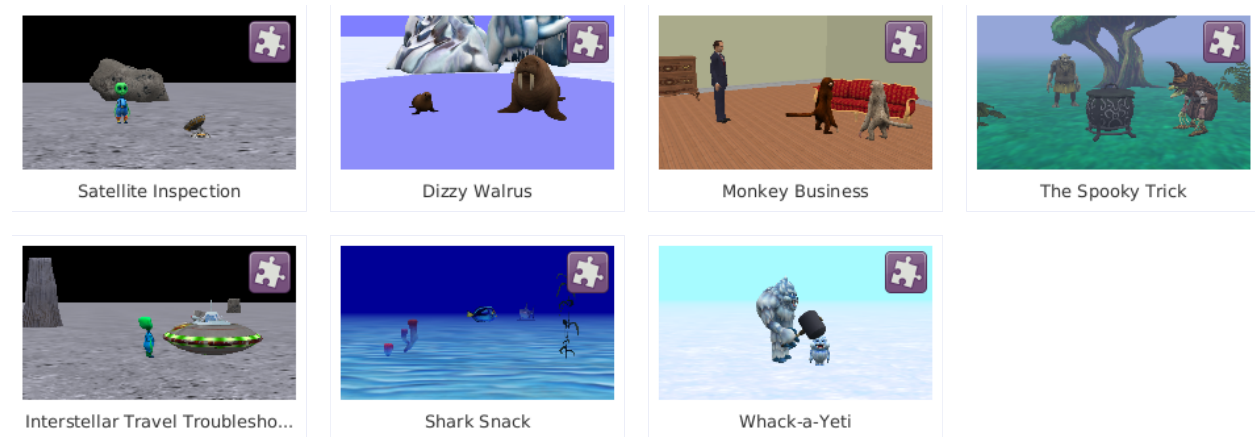 Satellite Inspection
Dizzy Walrus
Monkey Business
The Spooky Trick
Interstellar Travel Troublesho...
Shark Snack
Whack-a-Yeti